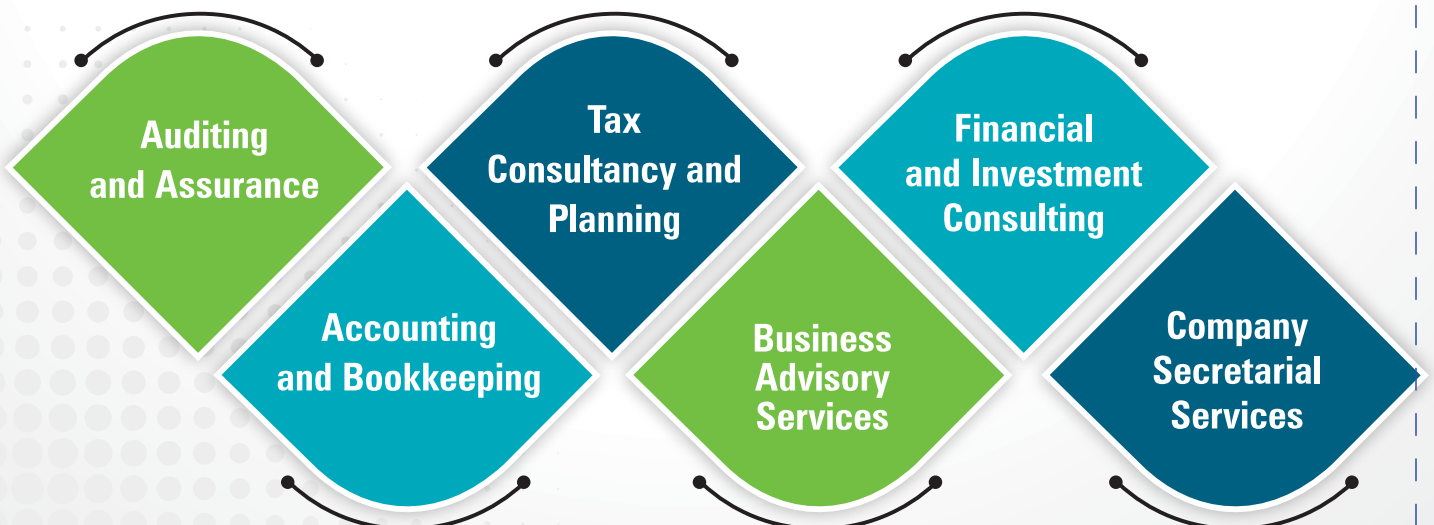 Auditing
and Assurance
Accounting
and Bookkeeping
Tax
Consultancy and
Planning
Business
Advisory
Services
Financial
and Investment
Consulting
Company
Secretarial
Services